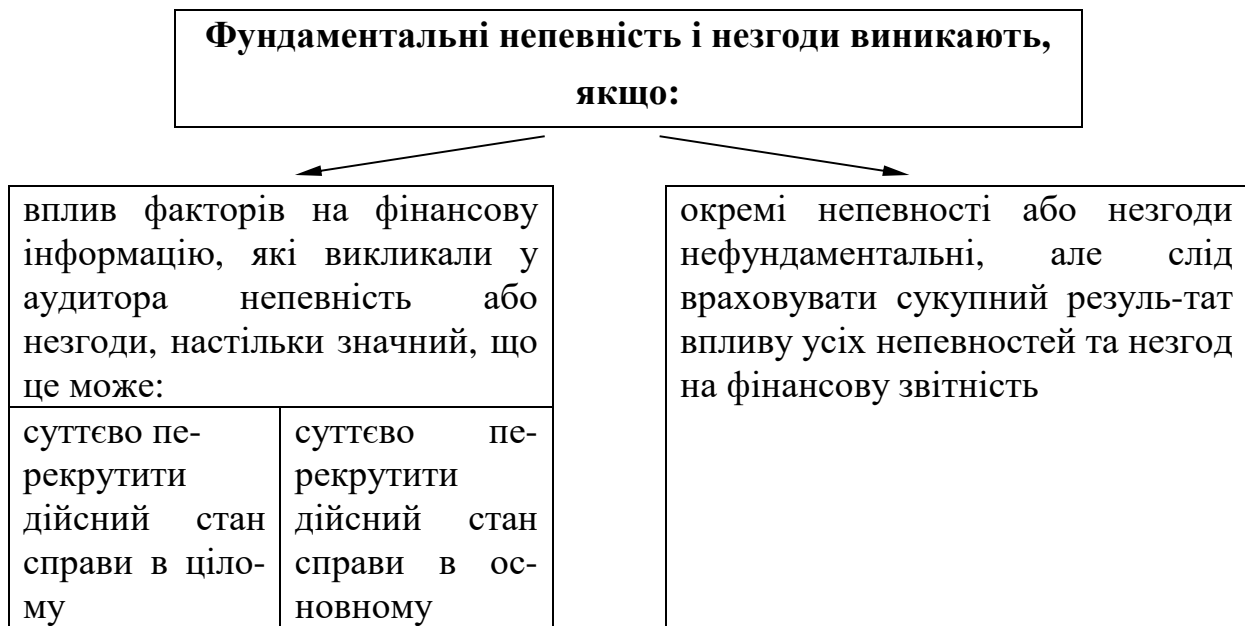 Фундаментальні непевність і незгоди виникають,
якщо:
вплив факторів на фінансову
інформацію, які викликали у
аудитора непевність або
незгоди, настільки значний, що
це може:
суттєво пе-
рекрутити
дійсний стан
справи в ціло-
му
суттєво пе-
рекрутити
дійсний стан
справи в ос-
новному
окремі непевності або незгоди
нефундаментальні, але слід
враховувати сукупний резуль-тат
впливу усіх непевностей та незгод
на фінансову звітність